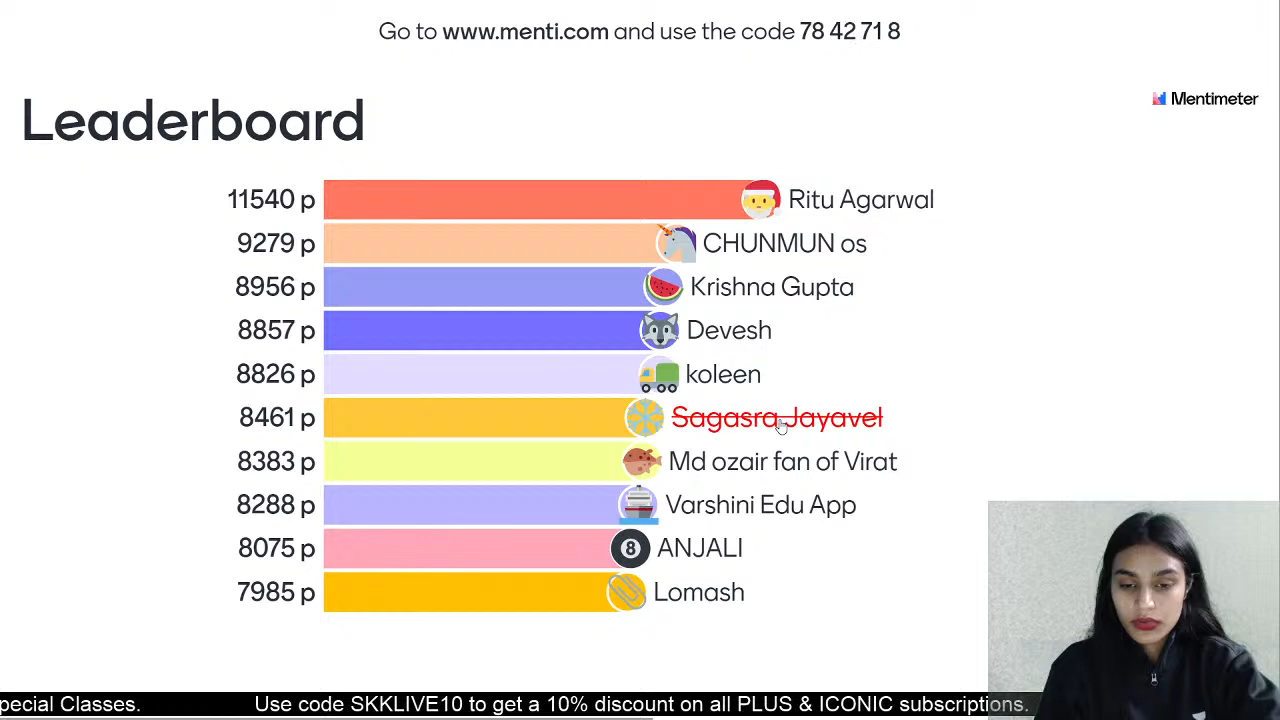 Go to www.menti.com and use the code 78 42 71 8
Mentimeter
Leaderboard
11540 p Ritu Agarwal
9279 p CHUNMUN os
8956 p Krishna Gupta
8857 p Devesh
8826 p koleen
8461 p Sagasra Jayavel
8383 p Md ozair fan of Virat
8288 p Varshini Edu App
8075 p 8 ANJALI
7985 p Lomash
pecial Classes. Use code SKKLIVE10 to get a 10% discount on all PLUS & ICONIC subscriptions.